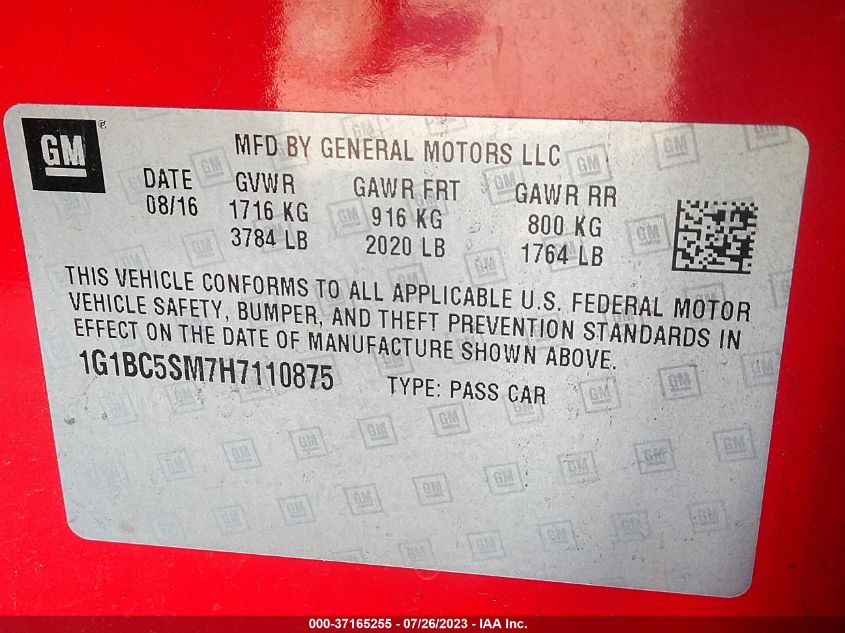 GM
®
MFD BY GENERAL MOTORS LLC
DATE GVWR GAWR FRT GAWR RR
08/16 1716 KG 916 KG 800 KG
3784 LB 2020 LB 1764 LB
THIS VEHICLE CONFORMS TO ALL APPLICABLE U.S. FEDERAL MOTOR
VEHICLE SAFETY, BUMPER, AND THEFT PREVENTION STANDARDS IN
EFFECT ON THE DATE OF MANUFACTURE SHOWN ABOVE.
1G1BC5SM7H7110875 TYPE: PASS CAR
000-37165255 - 07/26/2023 - IAA Inc.